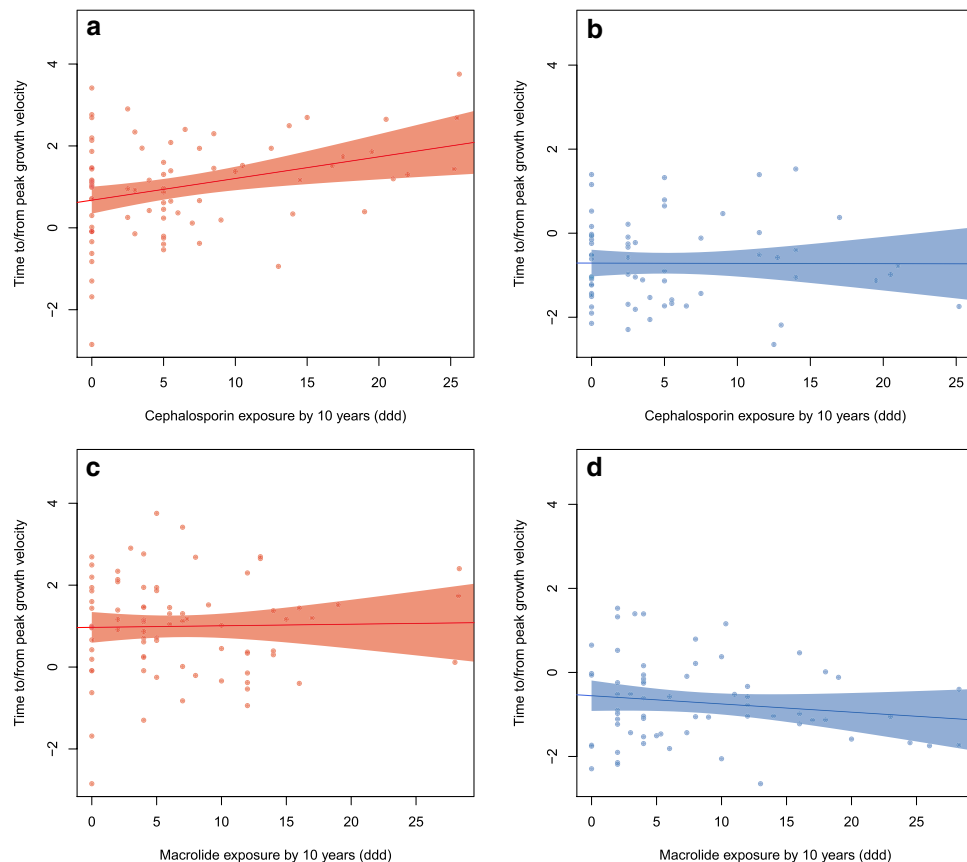 a
Time to/from peak growth velocity
4
2
0
−2
0 5 10 15 20 25
Cephalosporin exposure by 10 years (ddd)
b
Time to/from peak growth velocity
4
2
−0
−2
0 5 10 15 20 25
Cephalosporin exposure by 10 years (ddd)
c
Time to/from peak growth velocity
4
2
0
−2
0 5 10 15 20 25
Macrolide exposure by 10 years (ddd)
d
Time to/from peak growth velocity
4
2
−0
−2
0 5 10 15 20 25
Macrolide exposure by 10 years (ddd)